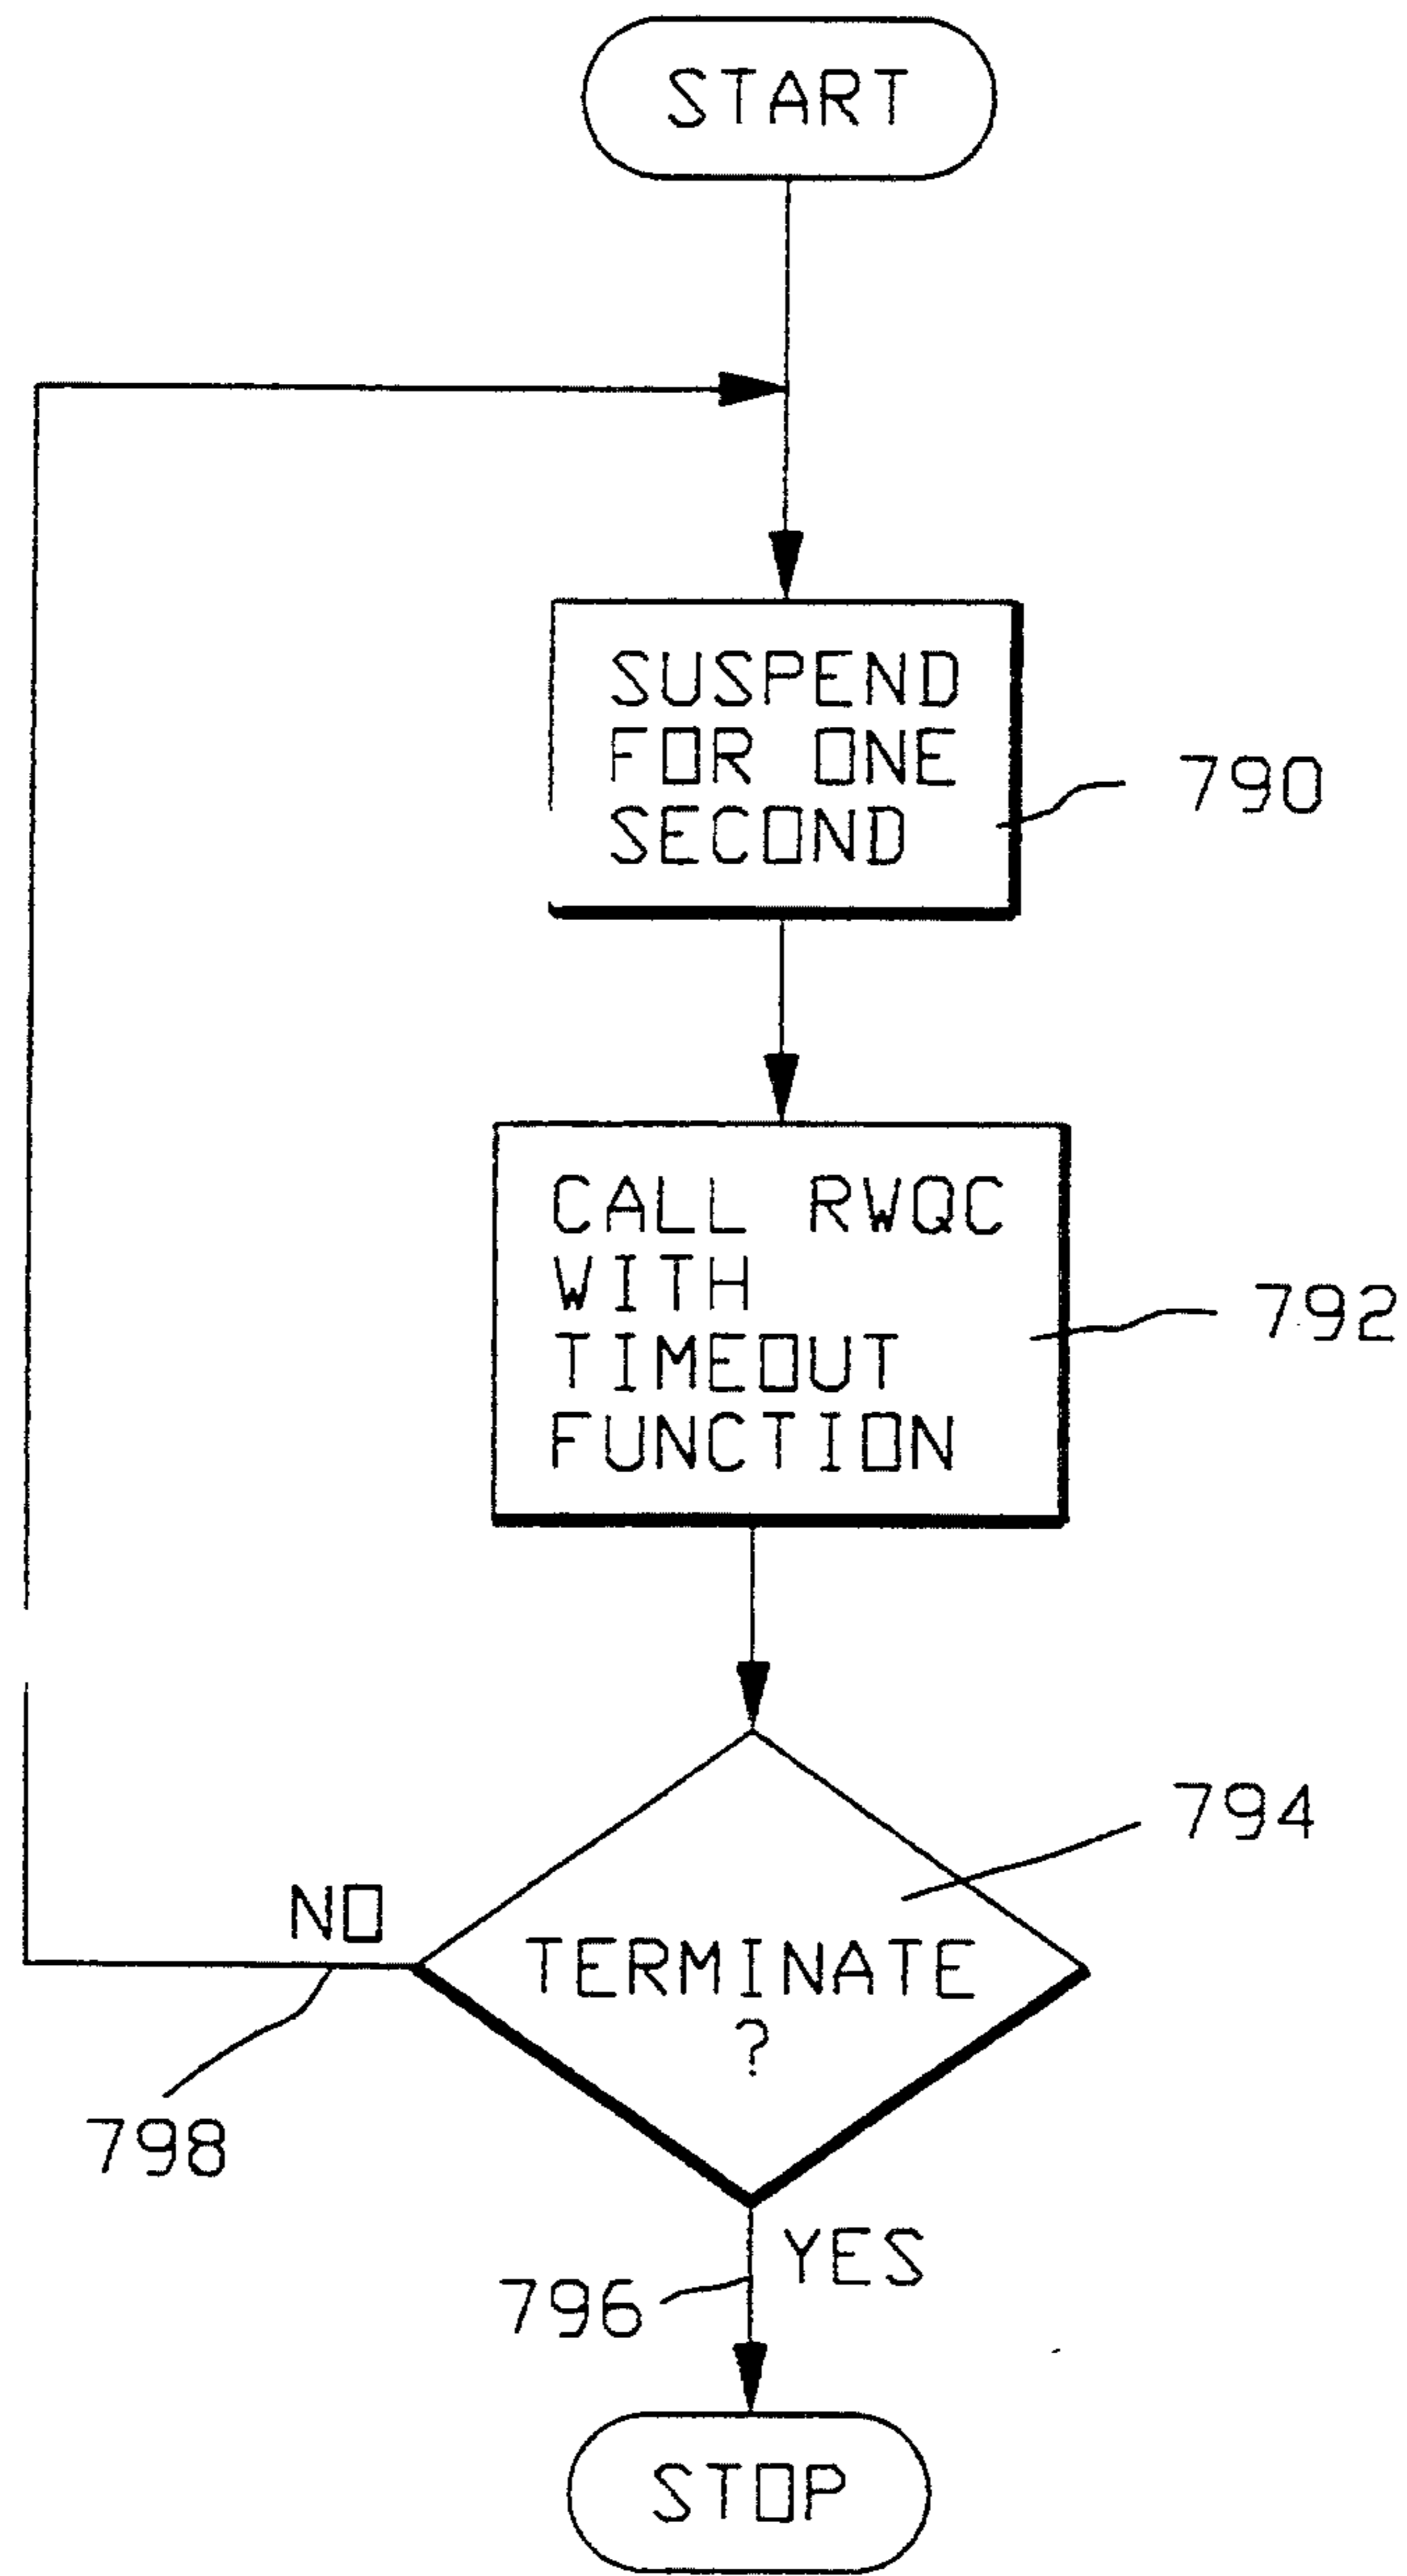 START
SUSPEND
FOR ONE
SECOND
790
CALL RWQC
WITH
TIMEOUT
FUNCTION
792
794
NO
TERMINATE
?
798
YES
796
STOP